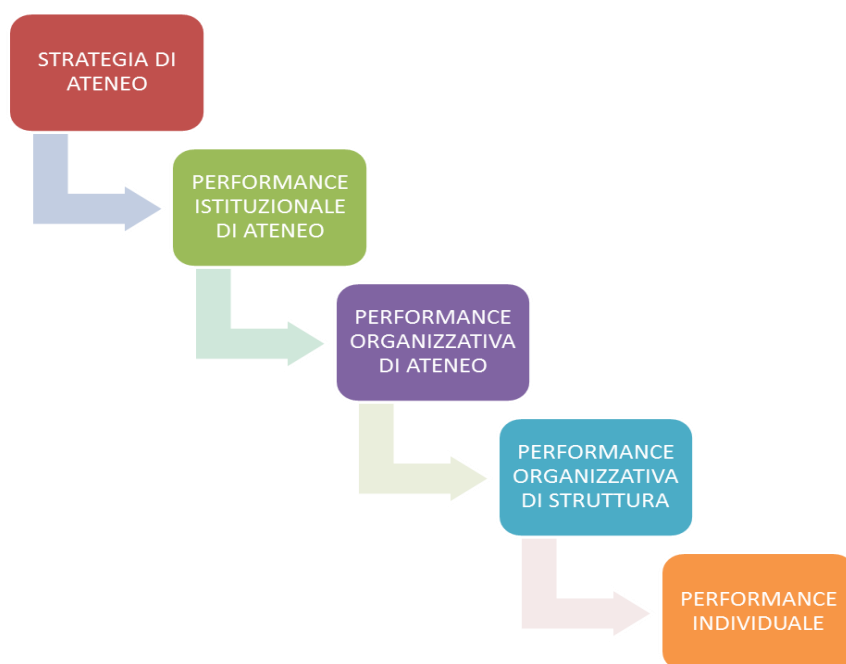 STRATEGIA DI
ATENEO
PERFORMANCE
ISTITUZIONALE
DI ATENEO
PERFORMANCE
ORGANIZZATIVA
DI ATENEO
PERFORMANCE
ORGANIZZATIVA
DI STRUTTURA
PERFORMANCE
INDIVIDUALE